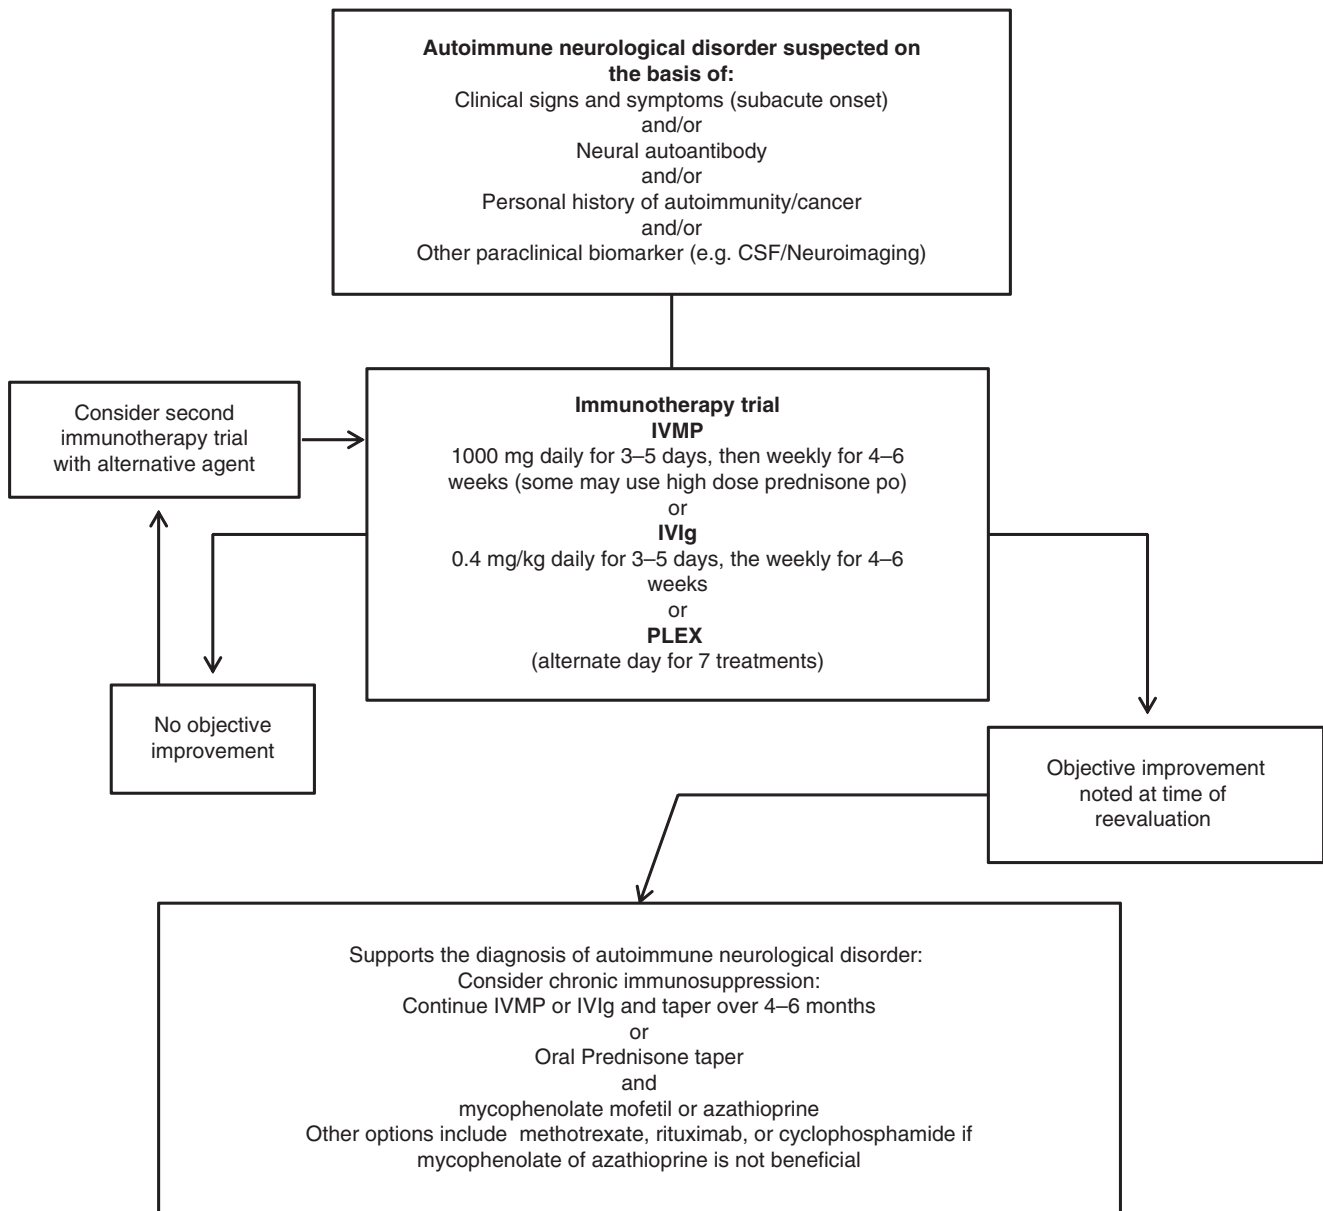 Autoimmune neurological disorder suspected on
the basis of:
Clinical signs and symptoms (subacute onset)
and/or
Neural autoantibody
and/or
Personal history of autoimmunity/cancer
and/or
Other paraclinical biomarker (e.g. CSF/Neuroimaging)
Consider second
immunotherapy trial
with alternative agent
Immunotherapy trial
IVMP
1000 mg daily for 3–5 days, then weekly for 4–6
weeks (some may use high dose prednisone po)
or
IVIg
0.4 mg/kg daily for 3–5 days, the weekly for 4–6
weeks
or
PLEX
(alternate day for 7 treatments)
No objective
improvement
Objective improvement
noted at time of
reevaluation
Supports the diagnosis of autoimmune neurological disorder:
Consider chronic immunosuppression:
Continue IVMP or IVIg and taper over 4–6 months
or
Oral Prednisone taper
and
mycophenolate mofetil or azathioprine
Other options include methotrexate, rituximab, or cyclophosphamide if
mycophenolate of azathioprine is not beneficial